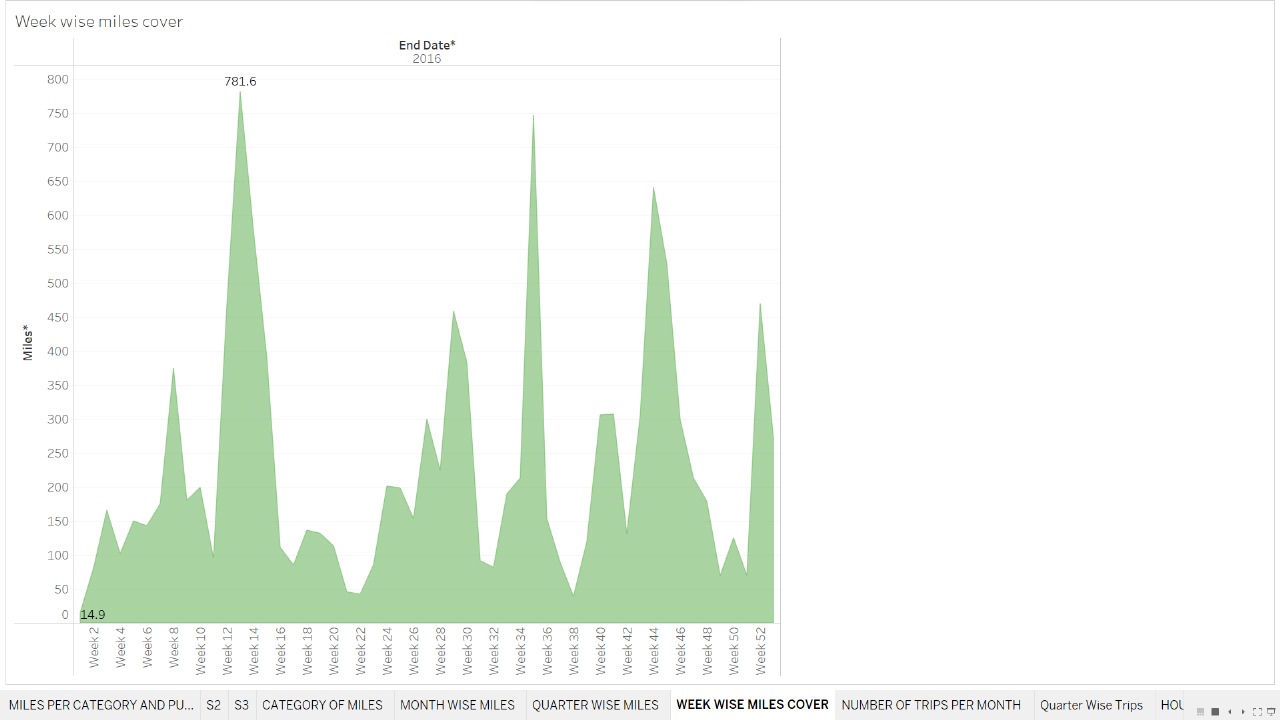 Week wise miles cover
End Date*
2016
781.6
800
750
700
650
600
550
500
450
400
350
300
250
200
150
100
50
0
Miles*
14.9
Week 2
Week 4
Week 6
Week 8
Week 10
Week 12
Week 14
Week 16
Week 18
Week 20
Week 22
Week 24
Week 26
Week 28
Week 30
Week 32
Week 34
Week 36
Week 38
Week 40
Week 42
Week 44
Week 46
Week 48
Week 50
Week 52
MILES PER CATEGORY AND PU... S2 S3 CATEGORY OF MILES MONTH WISE MILES QUARTER WISE MILES WEEK WISE MILES COVER NUMBER OF TRIPS PER MONTH Quarter Wise Trips HOU